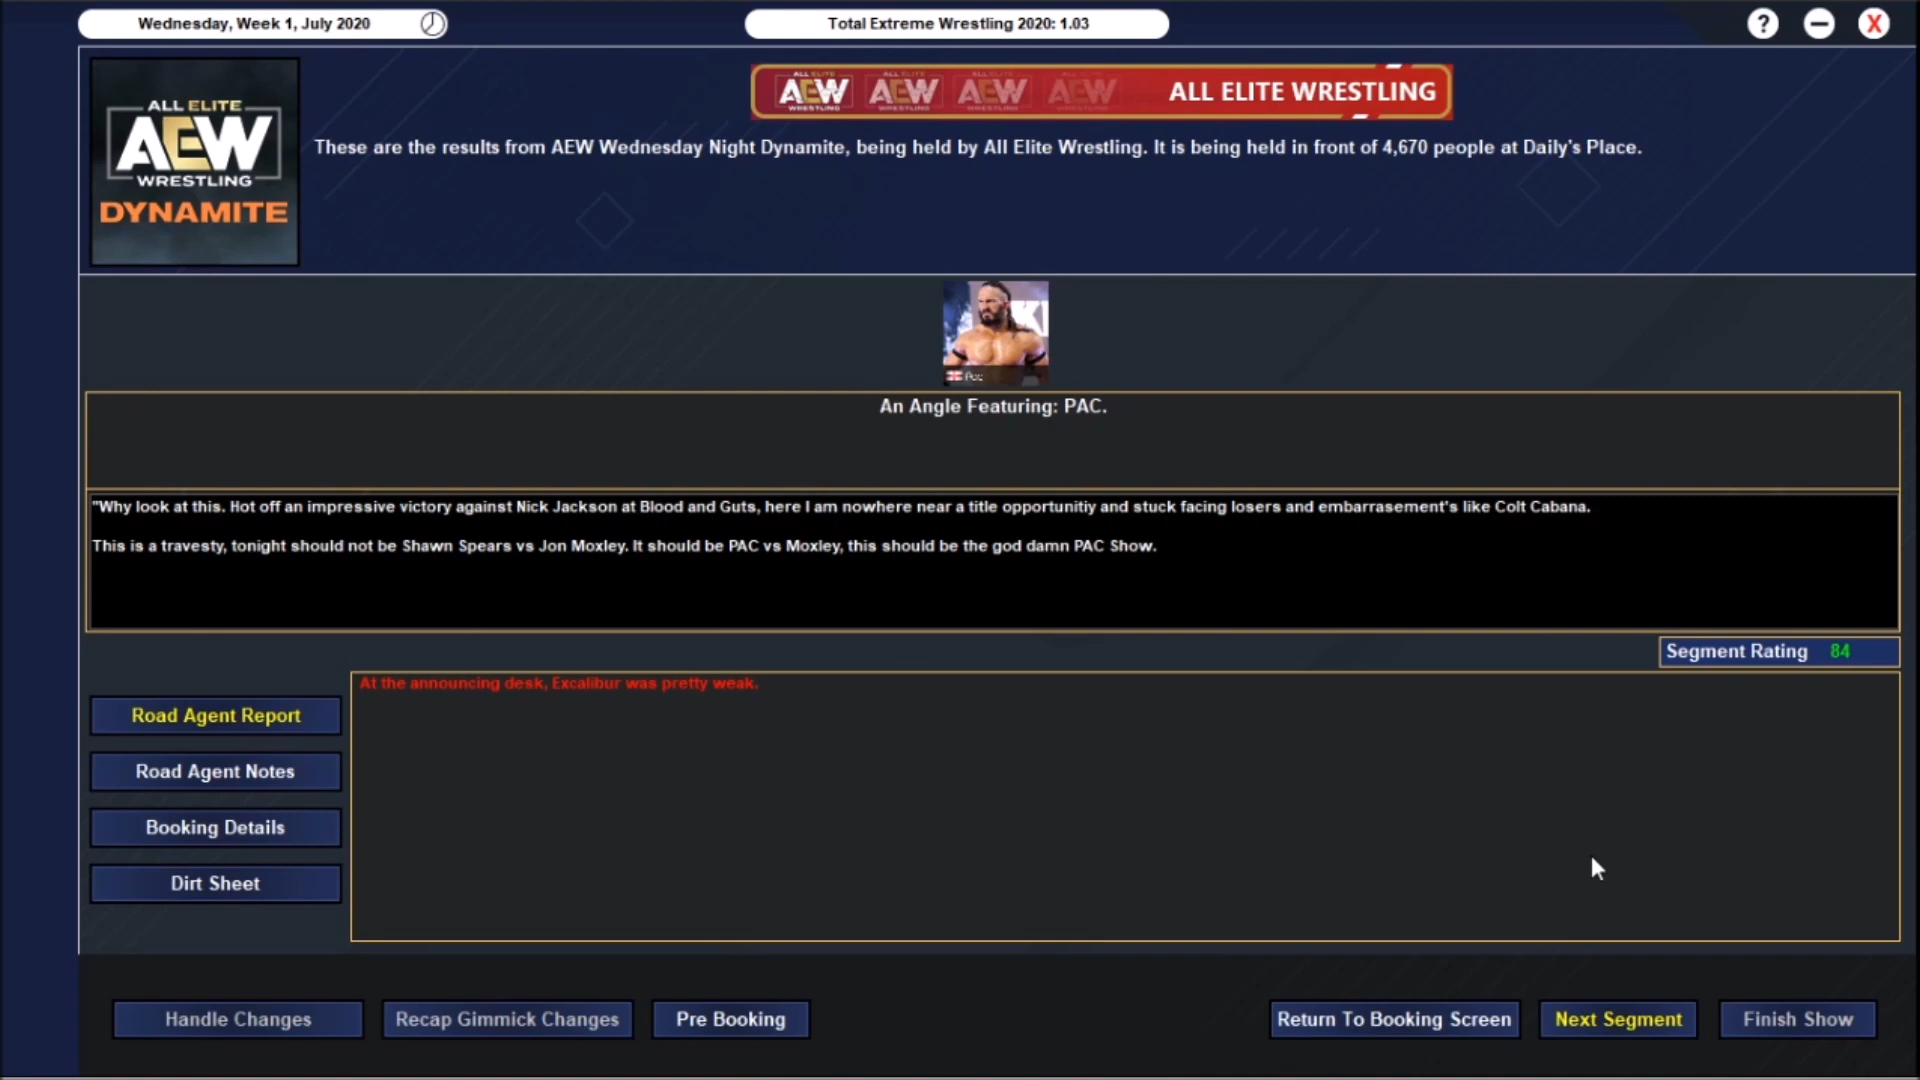 Wednesday, Week 1, July 2020
Total Extreme Wrestling 2020: 1.03
?
X
ALL ELITE
AEW
WRESTLING
DYNAMITE
ALL ELITE
AEW
WRESTLING
AEW
AEW
AEW
ALL ELITE WRESTLING
These are the results from AEW Wednesday Night Dynamite, being held by All Elite Wrestling. It is being held in front of 4,670 people at Daily's Place.
Pac
An Angle Featuring: PAC.
"Why look at this. Hot off an impressive victory against Nick Jackson at Blood and Guts, here I am nowhere near a title opportunitiy and stuck facing losers and embarrasement's like Colt Cabana.
This is a travesty, tonight should not be Shawn Spears vs Jon Moxley. It should be PAC vs Moxley, this should be the god damn PAC Show.
Segment Rating 84
At the announcing desk, Excalibur was pretty weak.
Road Agent Report
Road Agent Notes
Booking Details
Dirt Sheet
Handle Changes
Recap Gimmick Changes
Pre Booking
Return To Booking Screen
Next Segment
Finish Show